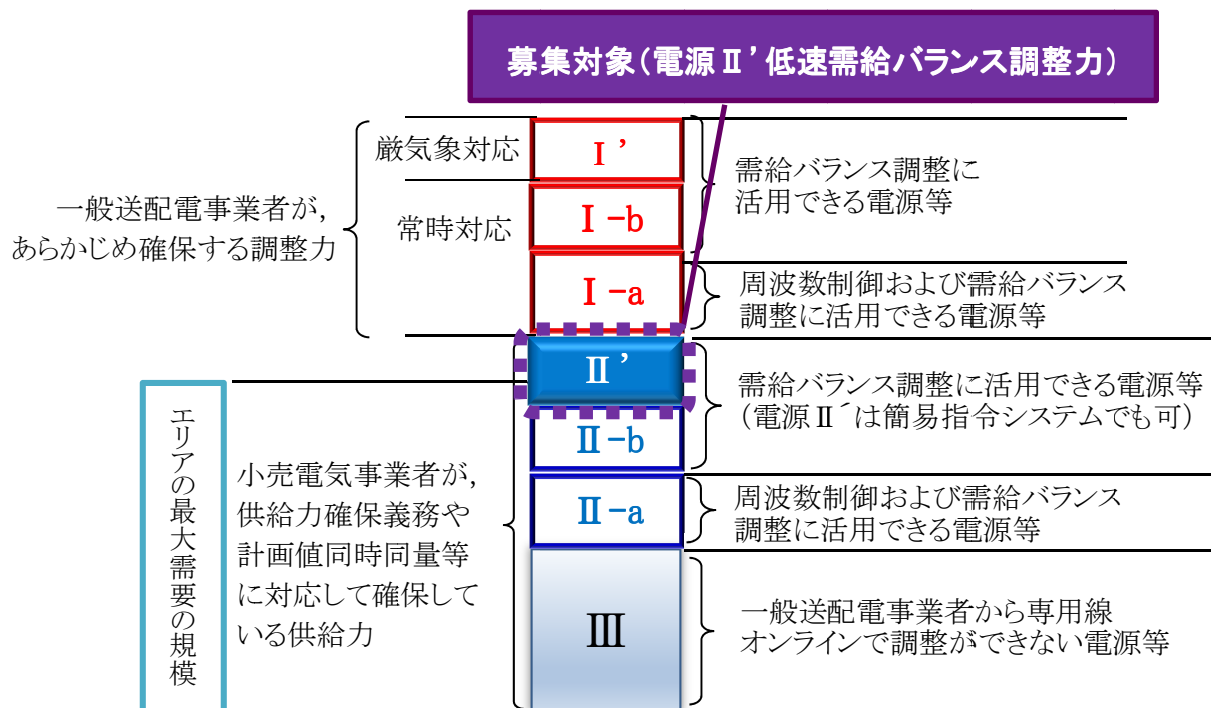 募集対象(電源Ⅱ’低速需給バランス調整力)
厳気象対応
Ⅰ’
需給バランス調整に
活用できる電源等
一般送配電事業者が,
あらかじめ確保する調整力
常時対応
Ⅰ-b
Ⅰ-a
周波数制御および需給バランス
調整に活用できる電源等
Ⅱ’
需給バランス調整に活用できる電源等
(電源Ⅱ´は簡易指令システムでも可)
エリアの最大需要の規模
小売電気事業者が,
供給力確保義務や
計画値同時同量等
に対応して確保して
いる供給力
Ⅱ-b
Ⅱ-a
周波数制御および需給バランス
調整に活用できる電源等
Ⅲ
一般送配電事業者から専用線
オンラインで調整ができない電源等